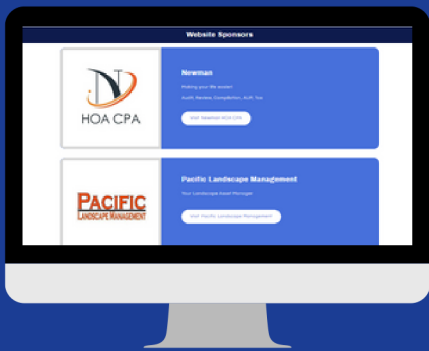 Website Sponsors
N
HOA CPA
Newman
Making your life easier!
Audit, Review, Compilation, Tax
Visit Newman HOA CPA
PACIFIC
LANDSCAPE MANAGEMENT
Pacific Landscape Management
Your Landscape Asset Manager
Visit Pacific Landscape Management